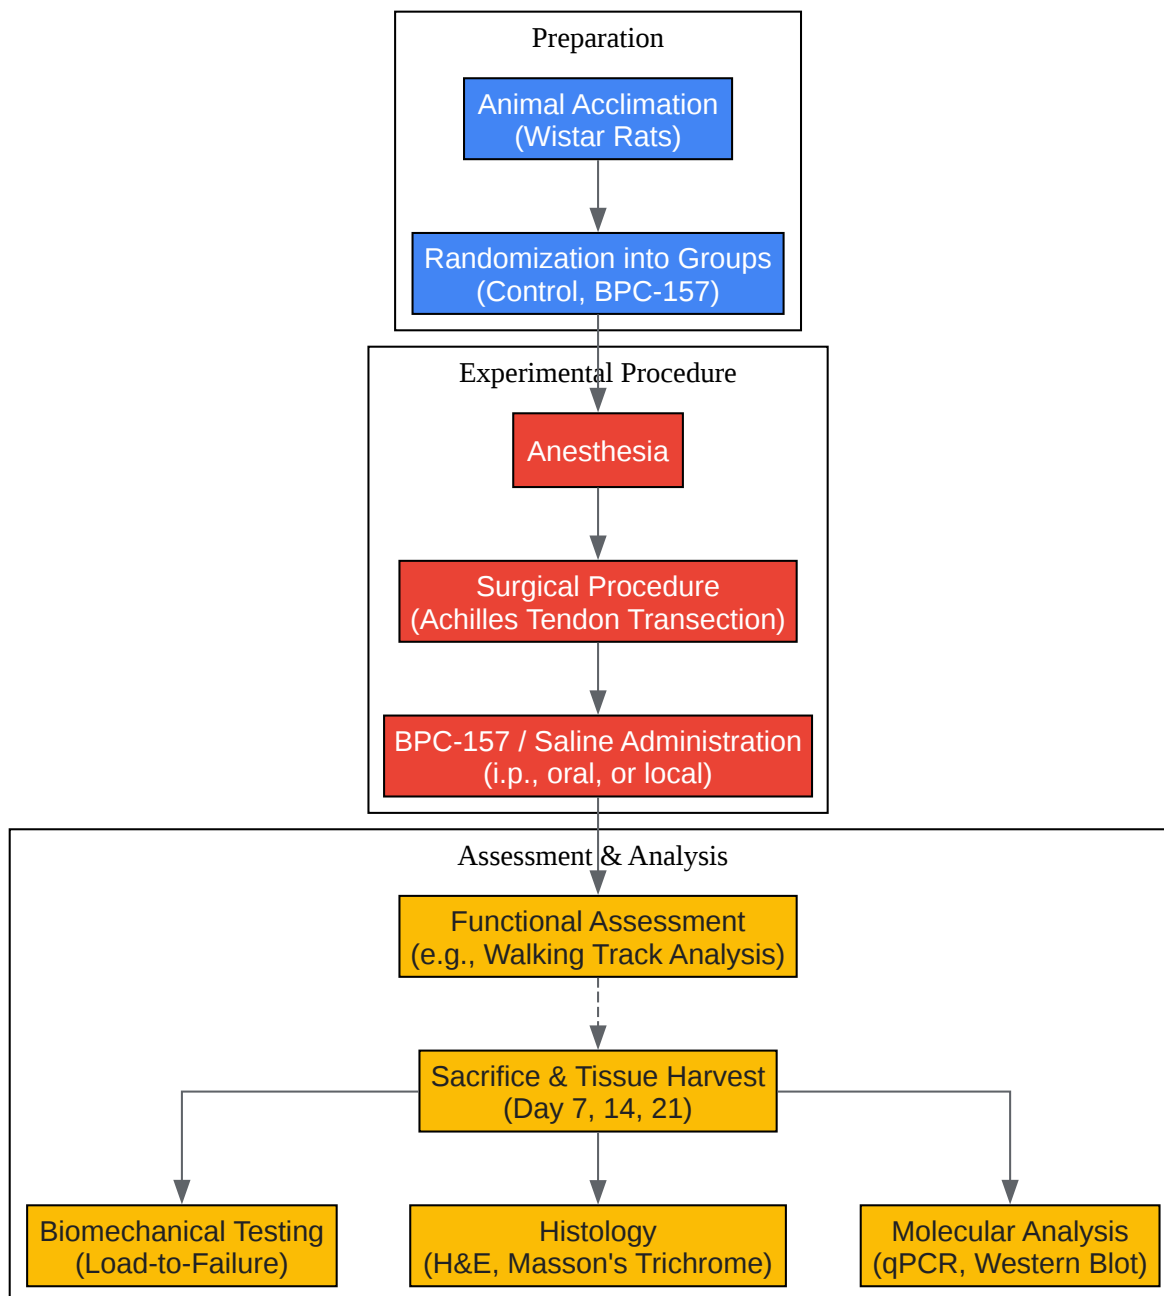 Preparation
Animal Acclimation
(Wistar Rats)
Randomization into Groups
(Control, BPC-157)
Experimental Procedure
Anesthesia
Surgical Procedure
(Achilles Tendon Transection)
BPC-157 / Saline Administration
(i.p., oral, or local)
Assessment & Analysis
Functional Assessment
(e.g., Walking Track Analysis)
Sacrifice & Tissue Harvest
(Day 7, 14, 21)
Biomechanical Testing
(Load-to-Failure)
Histology
(H&E, Masson's Trichrome)
Molecular Analysis
(qPCR, Western Blot)